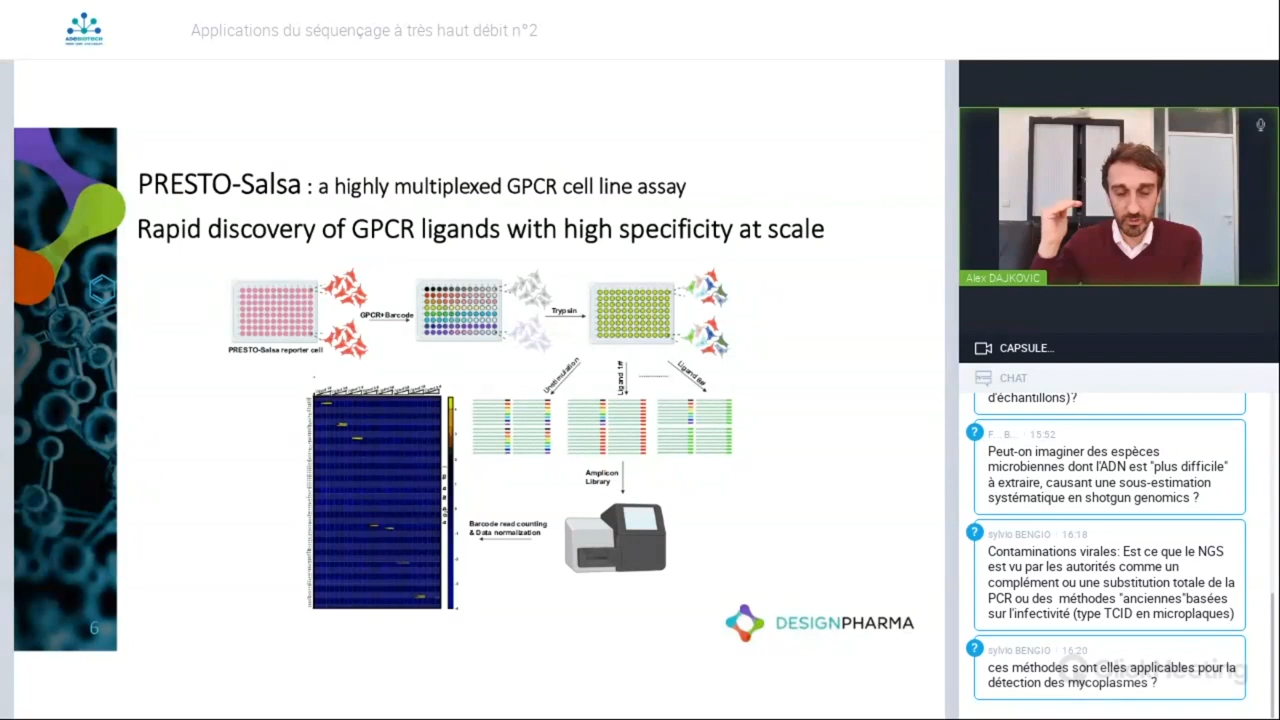 ADEBIOTECH
Applications du séquençage à très haut débit n°2
PRESTO-Salsa : a highly multiplexed GPCR cell line assay
Rapid discovery of GPCR ligands with high specificity at scale
GPCR+Barcode
Trypsin
PRESTO-Salsa reporter cell
Unstimulation
Ligand 1#
Amplicon
Library
Barcode read counting
& Data normalization
6
DESIGNPHARMA
Alex DAJKOVIC
CAPSULE...
CHAT
d'échantillons)?
F... B... 15:52
Peut-on imaginer des espèces
microbiennes dont l'ADN est "plus difficile"
à extraire, causant une sous-estimation
systématique en shotgun genomics ?
sylvio BENGIO 16:18
Contaminations virales: Est ce que le NGS
est vu par les autorités comme un
complément ou une substitution totale de la
PCR ou des méthodes "anciennes"basées
sur l'infectivité (type TCID en microplaques)
sylvio BENGIO 16:20
ces méthodes sont elles applicables pour la
détection des mycoplasmes ?
ClickMeeting